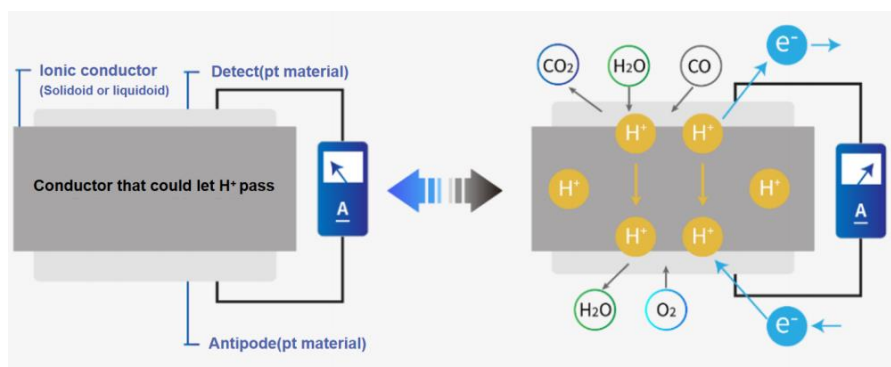 Ionic conductor
(Solidoid or liquidoid)
Detect(pt material)
Conductor that could let H⁺ pass
A
Antipode(pt material)
CO₂
H₂O
CO
e⁻
H⁺
H⁺
H⁺
H⁺
A
H⁺
H⁺
H₂O
O₂
e⁻